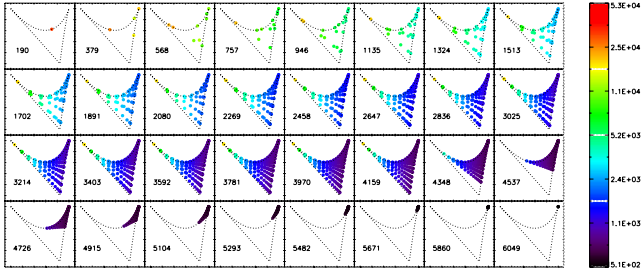 190 379 568 757 946 1135 1324 1513
1702 1891 2080 2269 2458 2647 2836 3025
3214 3403 3592 3781 3970 4159 4348 4537
4726 4915 5104 5293 5482 5671 5860 6049
5.3E+04
2.5E+04
1.1E+04
5.2E+03
2.4E+03
1.1E+03
5.1E+02